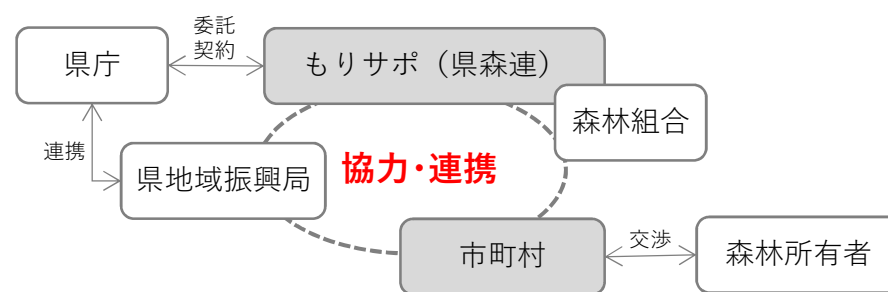 県庁
委託
契約
もりサポ（県森連）
森林組合
連携
県地域振興局
協力･連携
市町村
交渉
森林所有者